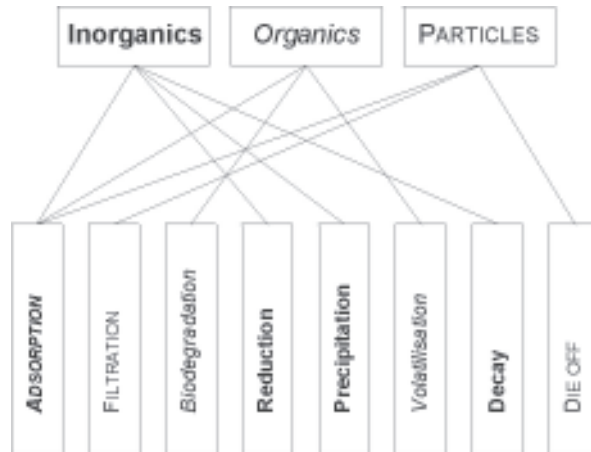 Inorganics
Organics
PARTICLES
ADSORPTION
FILTRATION
Biodegradation
Reduction
Precipitation
Volatilisation
Decay
DIE OFF